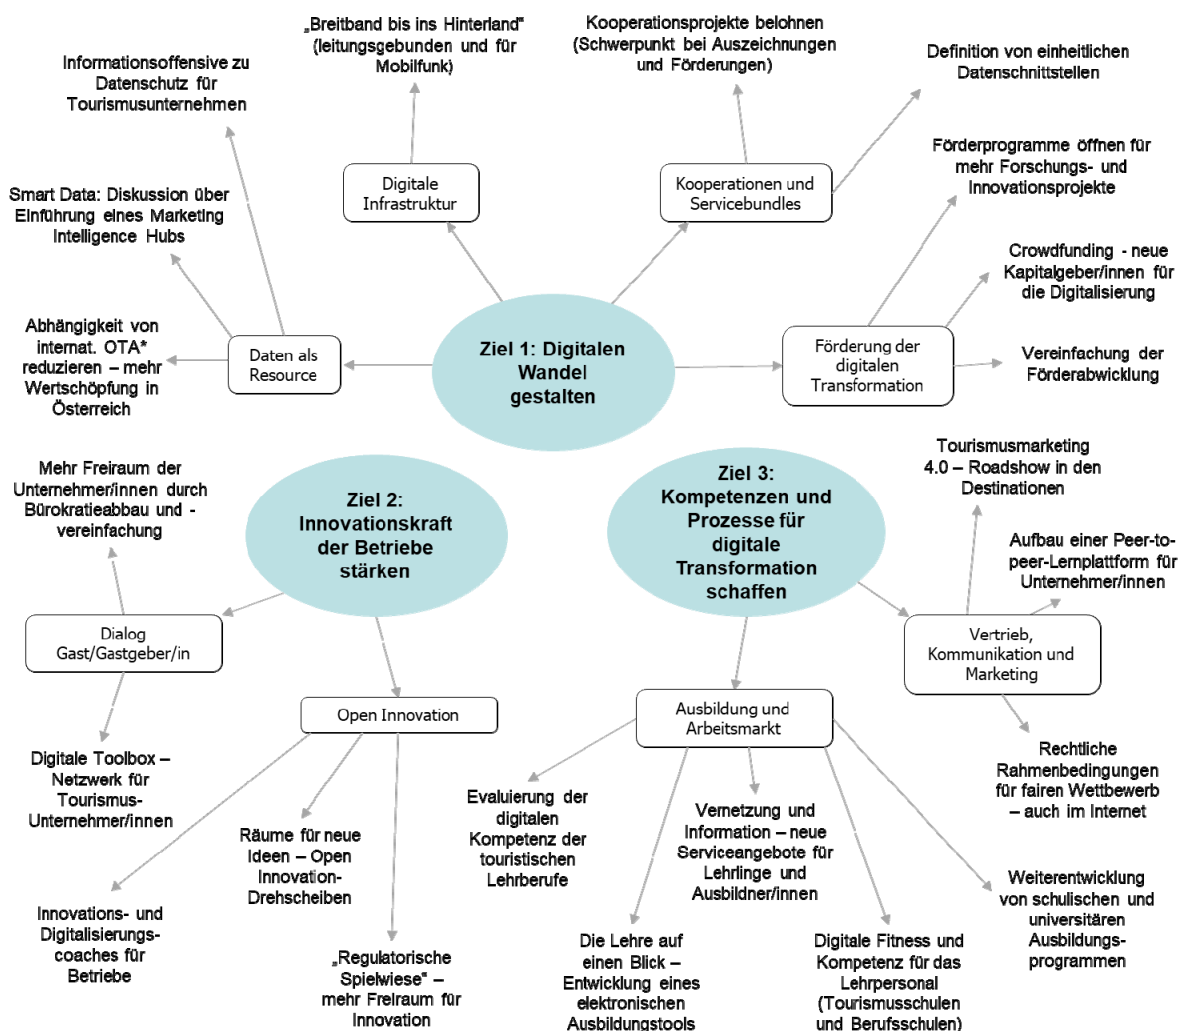 „Breitband bis ins Hinterland“
(leitungsgebunden und für
Mobilfunk)
Kooperationsprojekte belohnen
(Schwerpunkt bei Auszeichnungen
und Förderungen)
Definition von einheitlichen
Datenschnittstellen
Informationsoffensive zu
Datenschutz für
Tourismusunternehmen
Digitale
Infrastruktur
Kooperationen und
Servicebundles
Förderprogramme öffnen für
mehr Forschungs- und
Innovationsprojekte
Smart Data: Diskussion über
Einführung eines Marketing
Intelligence Hubs
Crowdfunding - neue
Kapitalgeber/innen für
die Digitalisierung
Abhängigkeit von
internat. OTA*
reduzieren – mehr
Wertschöpfung in
Österreich
Daten als
Resource
Ziel 1: Digitalen
Wandel
gestalten
Förderung der
digitalen
Transformation
Vereinfachung der
Förderabwicklung
Mehr Freiraum der
Unternehmer/innen durch
Bürokratieabbau und -
vereinfachung
Ziel 2:
Innovationskraft
der Betriebe
stärken
Ziel 3:
Kompetenzen und
Prozesse für
digitale
Transformation
schaffen
Tourismusmarketing
4.0 – Roadshow in den
Destinationen
Aufbau einer Peer-to-
peer-Lernplattform für
Unternehmer/innen
Dialog
Gast/Gastgeber/in
Vertrieb,
Kommunikation und
Marketing
Open Innovation
Ausbildung und
Arbeitsmarkt
Digitale Toolbox –
Netzwerk für
Tourismus-
Unternehmer/innen
Rechtliche
Rahmenbedingungen
für fairen Wettbewerb
– auch im Internet
Räume für neue
Ideen – Open
Innovation-
Drehscheiben
Evaluierung der
digitalen
Kompetenz der
touristischen
Lehrberufe
Vernetzung und
Information – neue
Serviceangebote für
Lehrlinge und
Ausbildner/innen
Innovations- und
Digitalisierungs-
coaches für
Betriebe
„Regulatorische
Spielwiese“ –
mehr Freiraum für
Innovation
Die Lehre auf
einen Blick –
Entwicklung eines
elektronischen
Ausbildungstools
Digitale Fitness und
Kompetenz für das
Lehrpersonal
(Tourismusschulen
und Berufsschulen)
Weiterentwicklung
von schulischen und
universitären
Ausbildungs-
programmen